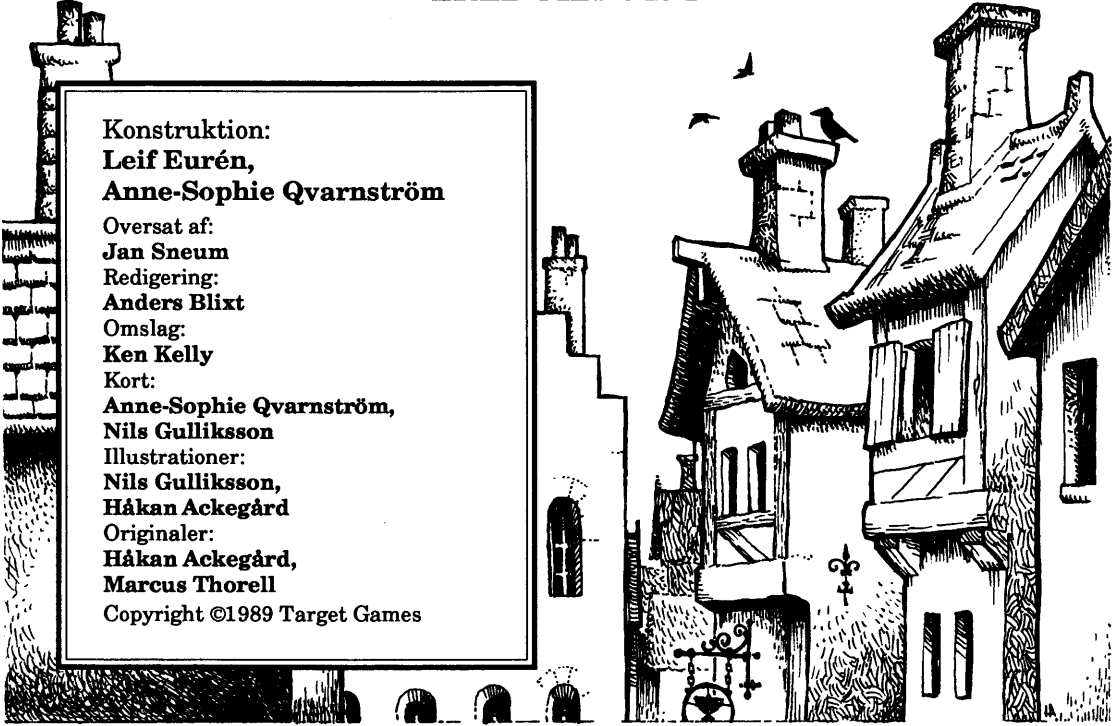 Konstruktion:
Leif Eurén,
Anne-Sophie Qvarnström
Oversat af:
Jan Sneum
Redigering:
Anders Blixt
Omslag:
Ken Kelly
Kort:
Anne-Sophie Qvarnström,
Nils Gulliksson
Illustrationer:
Nils Gulliksson,
Håkan Ackegård
Originaler:
Håkan Ackegård,
Marcus Thorell
Copyright ©1989 Target Games